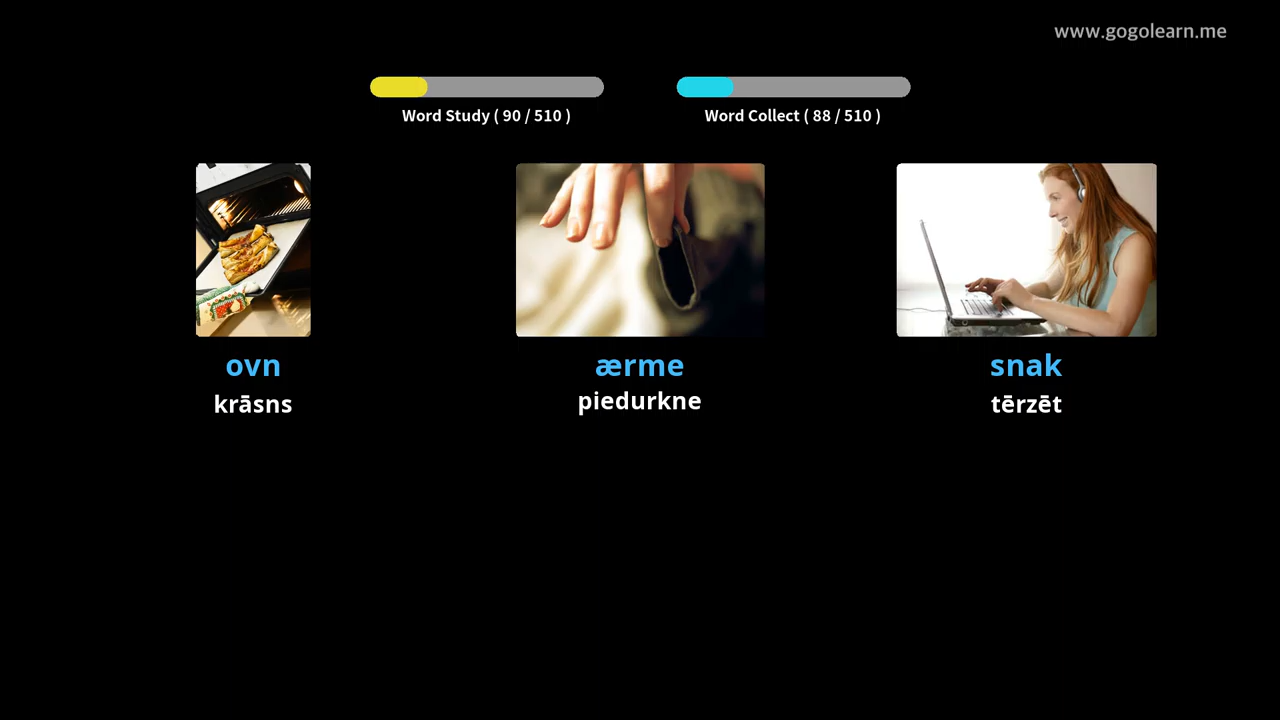 www.gogolearn.me
Word Study ( 90 / 510 )
Word Collect ( 88 / 510 )
ovn
krāsns
ærme
piedurkne
snak
tērzēt